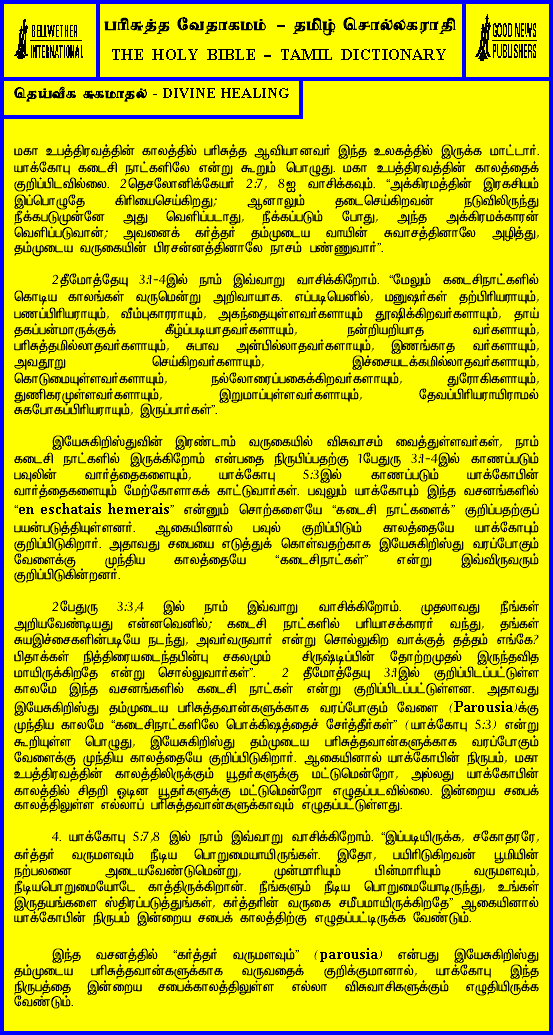 BELLWETHER
INTERNATIONAL
பரிசுத்த வேதாகமம் – தமிழ் சொல்லகராதி
THE HOLY BIBLE – TAMIL DICTIONARY
GOOD NEWS
PUBLISHERS
தெய்வீக சுகமாதல் - DIVINE HEALING
மகா உபத்திரவத்தின் காலத்தில் பரிசுத்த ஆவியானவர் இந்த உலகத்தில் இருக்க மாட்டார்.
யாக்கோபு கடைசி நாட்களிலே என்று கூறும் பொழுது. மகா உபத்திரவத்தின் காலத்தைக்
குறிப்பிடவில்லை. 2தெசலோனிக்கேயர் 2:7, 8ஐ வாசிக்கவும். “அக்கிரமத்தின் இரகசியம்
இப்பொழுதே கிரியைசெய்கிறது; ஆனாலும் தடைசெய்கிறவன் நடுவிலிருந்து
நீக்கபடுமுன்னே அது வெளிப்படாது, நீக்கப்படும் போது, அந்த அக்கிரமக்காரன்
வெளிப்படுவான்; அவனைக் கர்த்தர் தம்முடைய வாயின் சுவாசத்தினாலே அழித்து,
தம்முடைய வருகையின் பிரசன்னத்தினாலே நாசம் பண்ணுவார்”.
2தீமோத்தேயு 3:1-4இல் நாம் இவ்வாறு வாசிக்கிறோம். “மேலும் கடைசிநாட்களில்
கொடிய காலங்கள் வருமென்று அறிவாயாக. எப்படியெனில், மனுஷர்கள் தற்பிரியராயும்,
பணப்பிரியராயும், வீம்புகாரராயும், அகந்தையுள்ளவர்களாயும் தூஷிக்கிறவர்களாயும், தாய்
தகப்பன்மாருக்குக் கீழ்ப்படியாதவர்களாயும், நன்றியறியாத வர்களாயும்,
பரிசுத்தமில்லாதவர்களாயும், சுபாவ அன்பில்லாதவர்களாயும், இணங்காத வர்களாயும்,
அவதூறு செய்கிறவர்களாயும், இச்சையடக்கமில்லாதவர்களாயும்,
கொடுமையுள்ளவர்களாயும், நல்லோரைப்பகைக்கிறவர்களாயும், துரோகிகளாயும்,
துணிகரமுள்ளவர்களாயும், இறுமாப்புள்ளவர்களாயும், தேவப்பிரியராயிராமல்
சுகபோகப்பிரியராயும், இருப்பார்கள்”.
இயேசுகிறிஸ்துவின் இரண்டாம் வருகையில் விசுவாசம் வைத்துள்ளவர்கள், நாம்
கடைசி நாட்களில் இருக்கிறோம் என்பதை நிருபிப்பதற்கு 1பேதுரு 3:1-4இல் காணப்படும்
பவுலின் வார்த்தைகளையும், யாக்கோபு 5:3இல் காணப்படும் யாக்கோபின்
வார்த்தைகளையும் மேற்கோளாகக் காட்டுவார்கள். பவுலும் யாக்கோபும் இந்த வசனங்களில்
“en eschatais hemerais” என்னும் சொற்களையே “கடைசி நாட்களைக்” குறிப்பதற்குப்
பயன்படுத்தியுள்ளனர். ஆகையினால் பவுல் குறிப்பிடும் காலத்தையே யாக்கோபும்
குறிப்பிடுகிறார். அதாவது சபையை எடுத்துக் கொள்வதற்காக இயேசுகிறிஸ்து வரப்போகும்
வேளைக்கு முந்திய காலத்தையே “கடைசிநாட்கள்” என்று இவ்விருவரும்
குறிப்பிடுகின்றனர்.
2பேதுரு 3:3,4 இல் நாம் இவ்வாறு வாசிக்கிறோம். முதலாவது நீங்கள்
அறியவேண்டியது என்னவெனில்; கடைசி நாட்களில் பரியாசக்காரர் வந்து, தங்கள்
சுயஇச்சைகளின்படியே நடந்து, அவர்வருவார் என்று சொல்லுகிற வாக்குத் தத்தம் எங்கே?
பிதாக்கள் நித்திரையடைந்தபின்பு சகலமும் சிருஷ்டிப்பின் தோற்றமுதல் இருந்தவித
மாயிருக்கிறதே என்று சொல்லுவார்கள்”. 2 தீமோத்தேயு 3:1இல் குறிப்பிடப்பட்டுள்ள
காலமே இந்த வசனங்களில் கடைசி நாட்கள் என்று குறிப்பிடப்பட்டுள்ளன. அதாவது
இயேசுகிறிஸ்து தம்முடைய பரிசுத்தவான்களுக்காக வரப்போகும் வேளை (Parousia)க்கு
முந்திய காலமே “கடைசிநாட்களிலே பொக்கிஷத்தைச் சேர்த்தீர்கள்” (யாக்கோபு 5:3) என்று
கூறியுள்ள பொழுது, இயேசுகிறிஸ்து தம்முடைய பரிசுத்தவான்களுக்காக வரப்போகும்
வேளைக்கு முந்திய காலத்தையே குறிப்பிடுகிறார். ஆகையினால் யாக்கோபின் நிருபம், மகா
உபத்திரவத்தின் காலத்திலிருக்கும் யூதர்களுக்கு மட்டுமென்றோ, அல்லது யாக்கோபின்
காலத்தில் சிதறி ஓடின யூதர்களுக்கு மட்டுமென்றோ எழுதப்படவில்லை. இன்றைய சபைக்
காலத்திலுள்ள எல்லாப் பரிசுத்தவான்களுக்காவும் எழுதப்பட்டுள்ளது.
4. யாக்கோபு 5:7,8 இல் நாம் இவ்வாறு வாசிக்கிறோம். “இப்படியிருக்க, சகோதரரே,
கர்த்தர் வருமளவும் நீடிய பொறுமையாயிருங்கள். இதோ, பயிரிடுகிறவன் பூமியின்
நற்பலனை அடையவேண்டுமென்று, முன்மாரியும் பின்மாரியும் வருமளவும்,
நீடியபொறுமையோடே காத்திருக்கிறான். நீங்களும் நீடிய பொறுமையோடிருந்து, உங்கள்
இருதயங்களை ஸ்திரப்படுத்துங்கள், கர்த்தரின் வருகை சமீபமாயிருக்கிறதே” ஆகையினால்
யாக்கோபின் நிருபம் இன்றைய சபைக் காலத்திற்கு எழுதப்பட்டிருக்க வேண்டும்.
இந்த வசனத்தில் “கர்த்தர் வருமளவும்” (parousia) என்பது இயேசுகிறிஸ்து
தம்முடைய பரிசுத்தவான்களுக்காக வருவதைக் குறிக்குமானால், யாக்கோபு இந்த
நிருபத்தை இன்றைய சபைக்காலத்திலுள்ள எல்லா விசுவாசிகளுக்கும் எழுதியிருக்க
வேண்டும்.